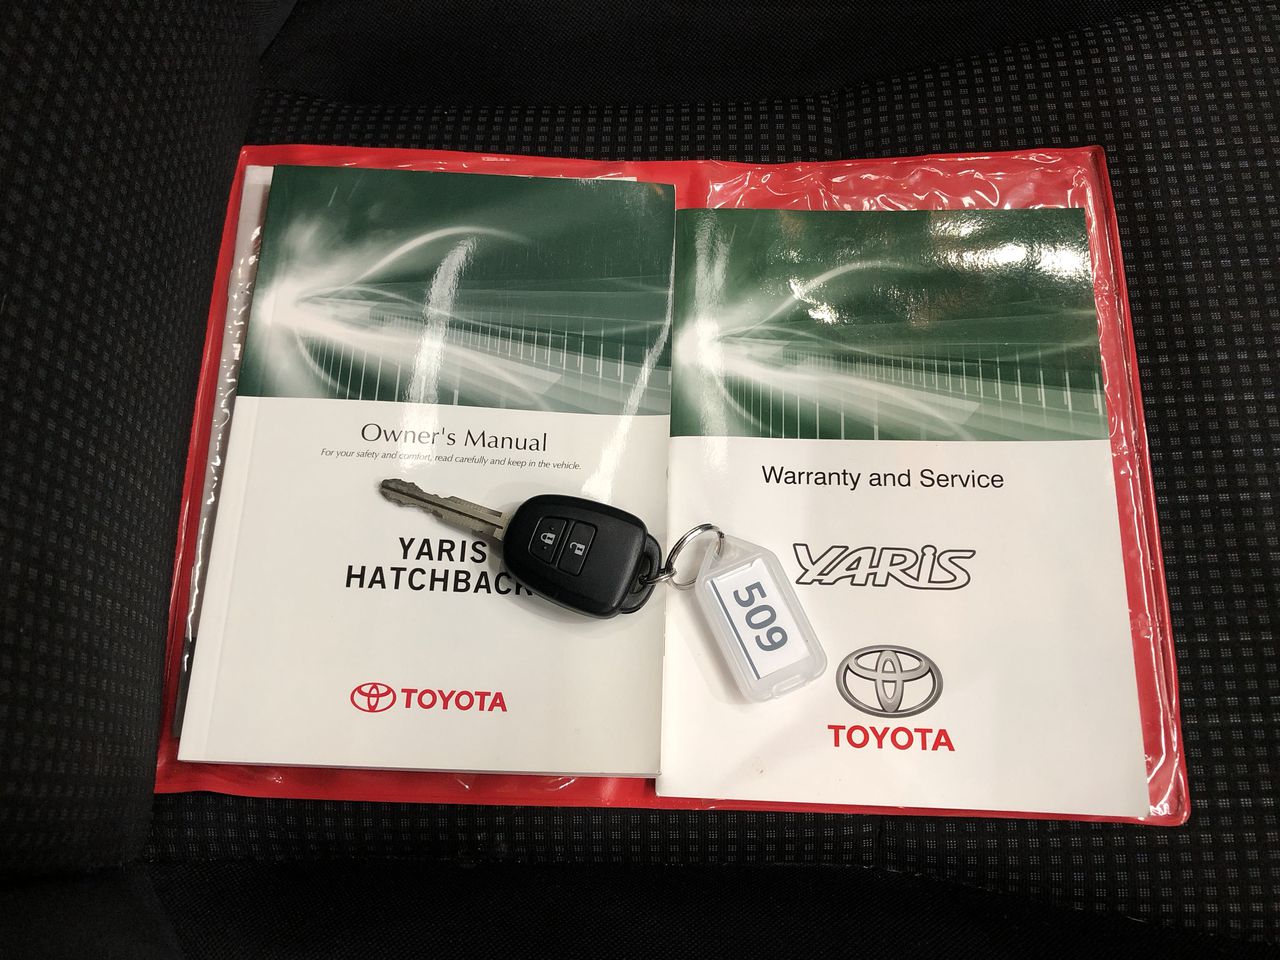 Owner's Manual
For your safety and comfort, read carefully and keep in the vehicle.
YARIS
HATCHBACK
TOYOTA
Warranty and Service
YARiS
TOYOTA
509